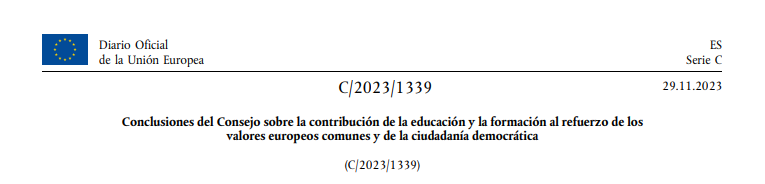 Diario Oficial
de la Unión Europea
ES
Serie C
C/2023/1339
29.11.2023
Conclusiones del Consejo sobre la contribución de la educación y la formación al refuerzo de los
valores europeos comunes y de la ciudadanía democrática
(C/2023/1339)